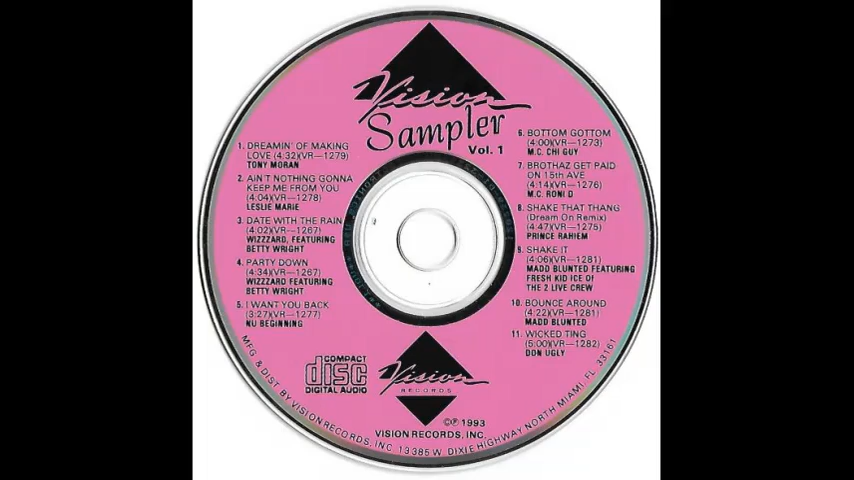 Vision
Sampler
Vol. 1
1. DREAMIN' OF MAKING
LOVE (4:32)(VR—1279)
TONY MORAN
2. AIN'T NOTHING GONNA
KEEP ME FROM YOU
(4:04)(VR—1278)
LESLIE MARIE
3. DATE WITH THE RAIN
(4:02)(VR—1267)
WIZZZARD, FEATURING
BETTY WRIGHT
4. PARTY DOWN
(4:34)(VR—1267)
WIZZZARD FEATURING
BETTY WRIGHT
5. I WANT YOU BACK
(3:27)(VR—1277)
NU BEGINNING
6. BOTTOM GOTTOM
(4:00)(VR—1273)
M.C. CHI GUY
7. BROTHAZ GET PAID
ON 15th AVE
(4:14)(VR—1276)
M.C. RONI D
8. SHAKE THAT THANG
(Dream On Remix)
(4:47)(VR—1275)
PRINCE RAHIEM
9. SHAKE IT
(4:06)(VR—1281)
MADD BLUNTED FEATURING
FRESH KID ICE OF
THE 2 LIVE CREW
10. BOUNCE AROUND
(4:22)(VR—1281)
MADD BLUNTED
11. WICKED TING
(5:00)(VR—1282)
DON UGLY
COMPACT
disc
DIGITAL AUDIO
Vision
RECORDS
©℗ 1993
VISION RECORDS, INC.
MFG & DIST BY VISION RECORDS, INC 13385 W. DIXIE HIGHWAY NORTH MIAMI, FL 33161